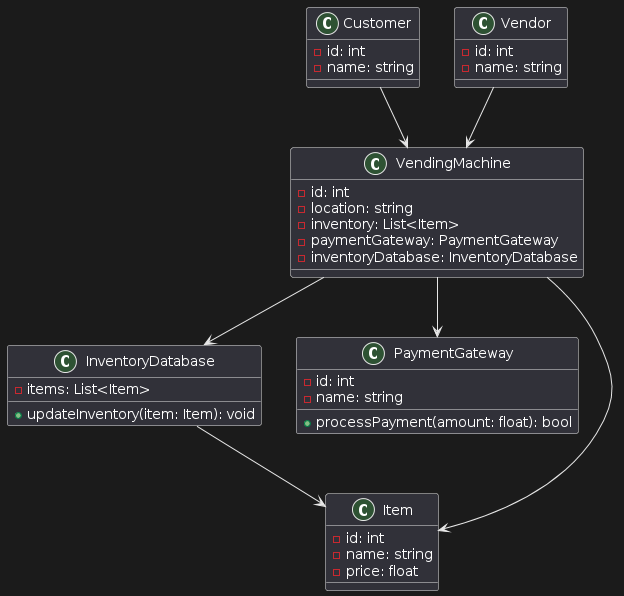 C Customer
id: int
name: string
C Vendor
id: int
name: string
C VendingMachine
id: int
location: string
inventory: List<Item>
paymentGateway: PaymentGateway
inventoryDatabase: InventoryDatabase
C InventoryDatabase
items: List<Item>
updateInventory(item: Item): void
C PaymentGateway
id: int
name: string
processPayment(amount: float): bool
C Item
id: int
name: string
price: float